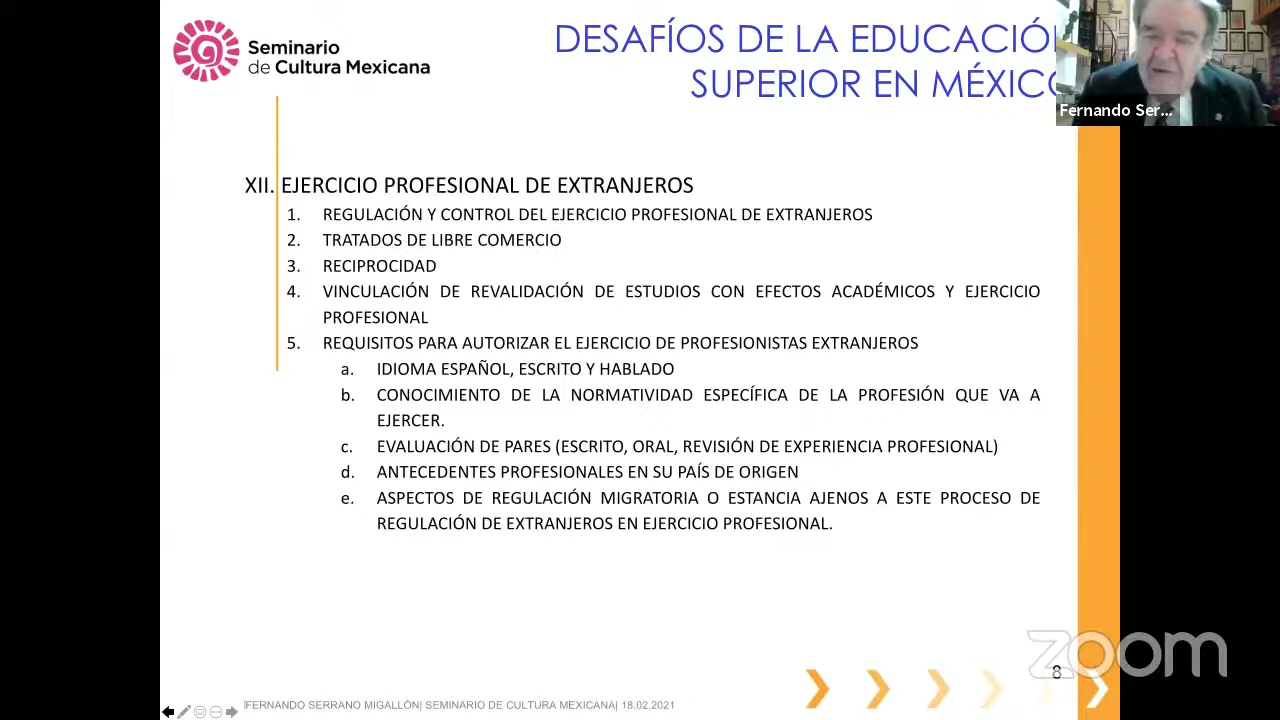 Seminario
de Cultura Mexicana
DESAFÍOS DE LA EDUCACIÓN
SUPERIOR EN MÉXICO
Fernando Ser...
XII. EJERCICIO PROFESIONAL DE EXTRANJEROS
1. REGULACIÓN Y CONTROL DEL EJERCICIO PROFESIONAL DE EXTRANJEROS
2. TRATADOS DE LIBRE COMERCIO
3. RECIPROCIDAD
4. VINCULACIÓN DE REVALIDACIÓN DE ESTUDIOS CON EFECTOS ACADÉMICOS Y EJERCICIO
PROFESIONAL
5. REQUISITOS PARA AUTORIZAR EL EJERCICIO DE PROFESIONISTAS EXTRANJEROS
a. IDIOMA ESPAÑOL, ESCRITO Y HABLADO
b. CONOCIMIENTO DE LA NORMATIVIDAD ESPECÍFICA DE LA PROFESIÓN QUE VA A
EJERCER.
c. EVALUACIÓN DE PARES (ESCRITO, ORAL, REVISIÓN DE EXPERIENCIA PROFESIONAL)
d. ANTECEDENTES PROFESIONALES EN SU PAÍS DE ORIGEN
e. ASPECTOS DE REGULACIÓN MIGRATORIA O ESTANCIA AJENOS A ESTE PROCESO DE
REGULACIÓN DE EXTRANJEROS EN EJERCICIO PROFESIONAL.
zoom
8
FERNANDO SERRANO MIGALLÓN| SEMINARIO DE CULTURA MEXICANA| 18.02.2021